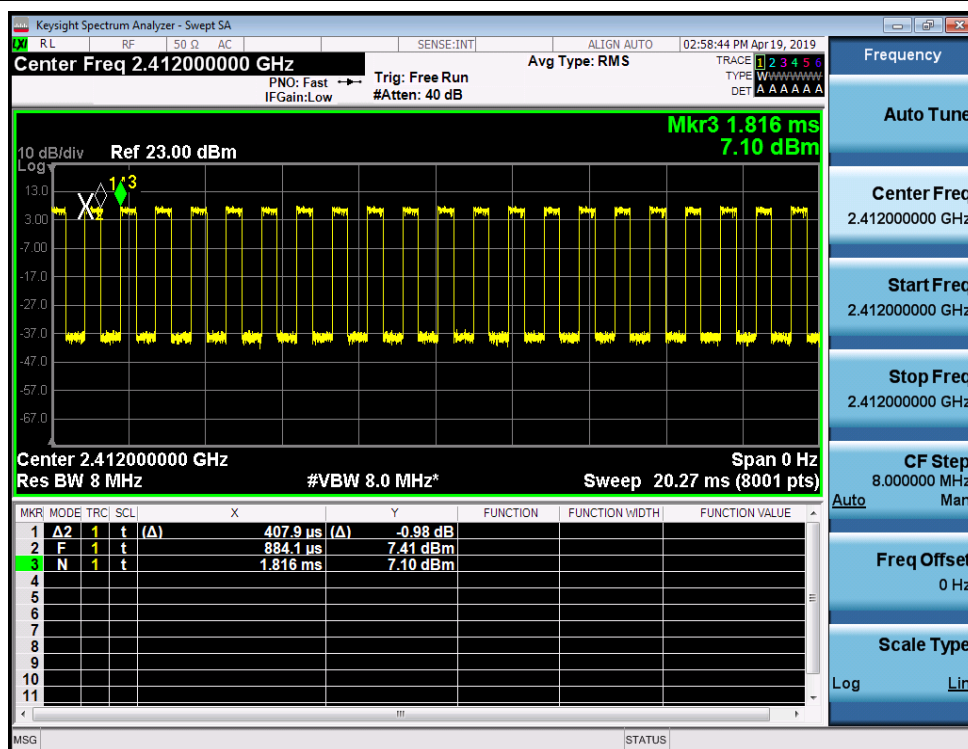 Keysight Spectrum Analyzer - Swept SA
LXI RL RF 50 Ω AC SENSE:INT ALIGN AUTO 02:58:44 PM Apr 19, 2019
Center Freq 2.412000000 GHz
PNO: Fast
IFGain:Low
Trig: Free Run
#Atten: 40 dB
Avg Type: RMS
TRACE 1 2 3 4 5 6
TYPE WWWWWW
DET A A A A A A
Mkr3 1.816 ms
7.10 dBm
10 dB/div Ref 23.00 dBm
Log
13.0
3.00
-7.00
-17.0
-27.0
-37.0
-47.0
-57.0
-67.0
Center 2.412000000 GHz Span 0 Hz
Res BW 8 MHz #VBW 8.0 MHz* Sweep 20.27 ms (8001 pts)
MKR MODE TRC SCL X Y FUNCTION FUNCTION WIDTH FUNCTION VALUE
1 Δ2 1 t (Δ) 407.9 µs (Δ) -0.98 dB
2 F 1 t 884.1 µs 7.41 dBm
3 N 1 t 1.816 ms 7.10 dBm
4
5
6
7
8
9
10
11
MSG STATUS
Frequency
Auto Tune
Center Freq
2.412000000 GHz
Start Freq
2.412000000 GHz
Stop Freq
2.412000000 GHz
CF Step
8.000000 MHz
Auto Man
Freq Offset
0 Hz
Scale Type
Log Lin